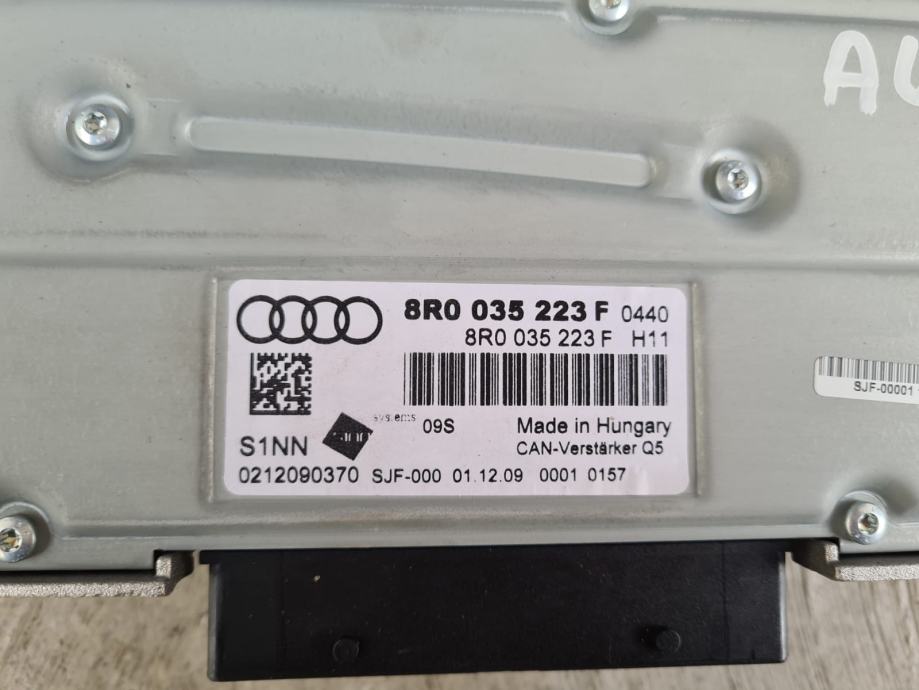 AU
8R0 035 223 F 0440
8R0 035 223 F H11
S1NN
systems 09S
Made in Hungary
CAN-Verstärker Q5
0212090370 SJF-000 01.12.09 0001 0157
SJF-00001